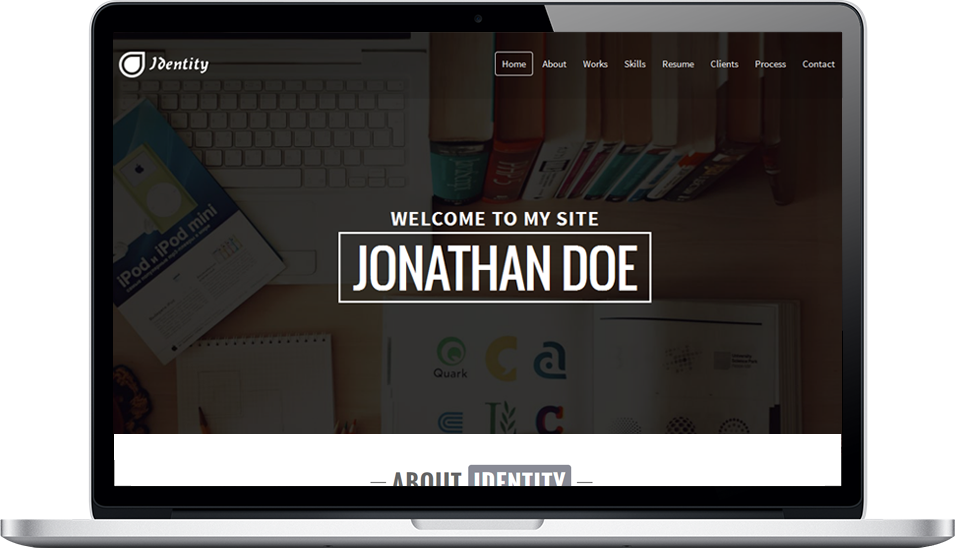 IDentity
Home About Works Skills Resume Clients Process Contact
WELCOME TO MY SITE
JONATHAN DOE
iPod и iPod mini
Quark
ABOUT IDENTITY